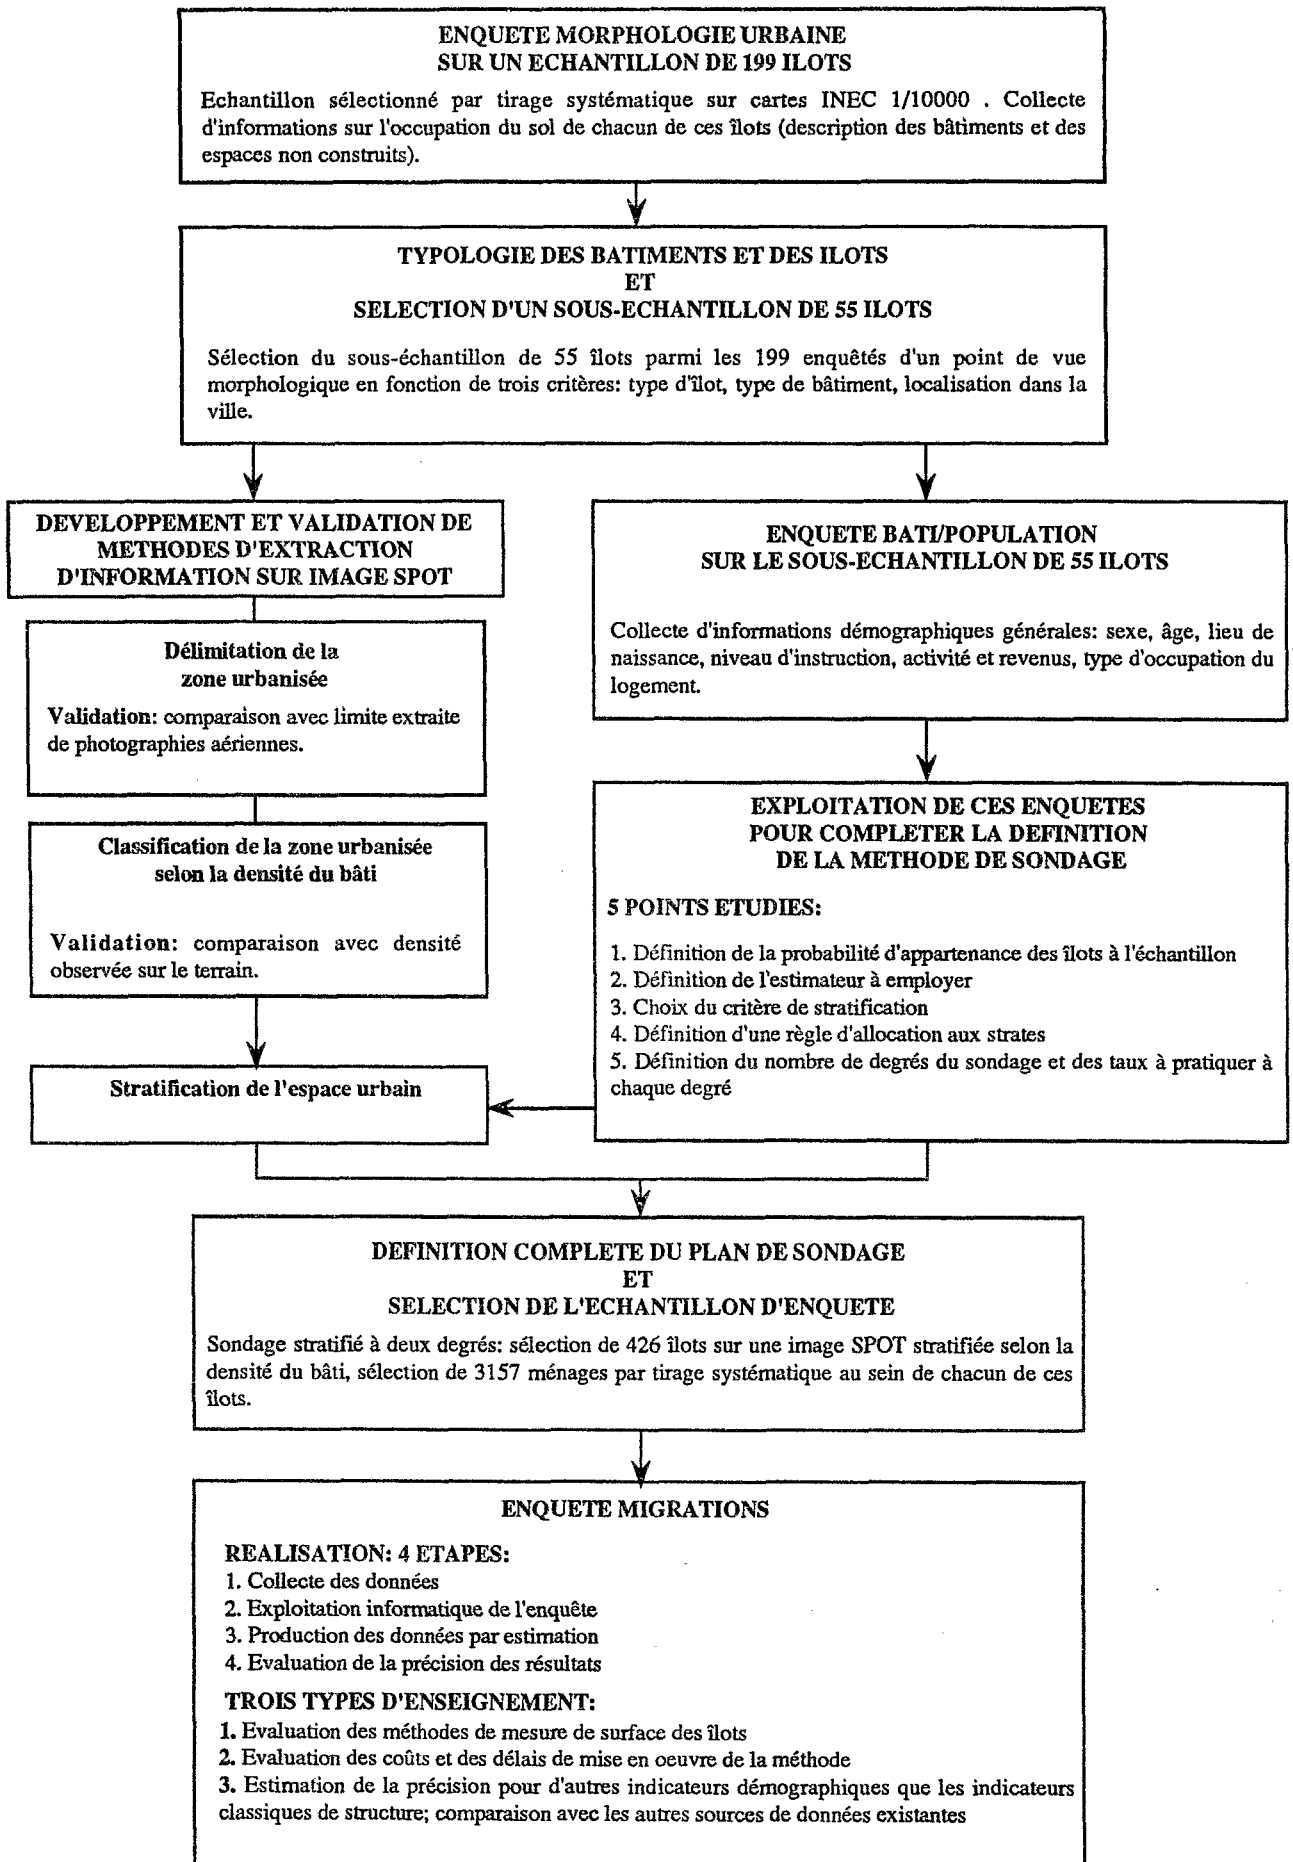 ENQUETE MORPHOLOGIE URBAINE
SUR UN ECHANTILLON DE 199 ILOTS
Echantillon sélectionné par tirage systématique sur cartes INEC 1/10000 . Collecte
d'informations sur l'occupation du sol de chacun de ces îlots (description des bâtiments et des
espaces non construits).
TYPOLOGIE DES BATIMENTS ET DES ILOTS
ET
SELECTION D'UN SOUS-ECHANTILLON DE 55 ILOTS
Sélection du sous-échantillon de 55 îlots parmi les 199 enquêtés d'un point de vue
morphologique en fonction de trois critères: type d'îlot, type de bâtiment, localisation dans la
ville.
DEVELOPPEMENT ET VALIDATION DE
METHODES D'EXTRACTION
D'INFORMATION SUR IMAGE SPOT
Délimitation de la
zone urbanisée
Validation: comparaison avec limite extraite
de photographies aériennes.
Classification de la zone urbanisée
selon la densité du bâti
Validation: comparaison avec densité
observée sur le terrain.
Stratification de l'espace urbain
ENQUETE BATI/POPULATION
SUR LE SOUS-ECHANTILLON DE 55 ILOTS
Collecte d'informations démographiques générales: sexe, âge, lieu de
naissance, niveau d'instruction, activité et revenus, type d'occupation du
logement.
EXPLOITATION DE CES ENQUETES
POUR COMPLETER LA DEFINITION
DE LA METHODE DE SONDAGE
5 POINTS ETUDIES:
1. Définition de la probabilité d'appartenance des îlots à l'échantillon
2. Définition de l'estimateur à employer
3. Choix du critère de stratification
4. Définition d'une règle d'allocation aux strates
5. Définition du nombre de degrés du sondage et des taux à pratiquer à
chaque degré
DEFINITION COMPLETE DU PLAN DE SONDAGE
ET
SELECTION DE L'ECHANTILLON D'ENQUETE
Sondage stratifié à deux degrés: sélection de 426 îlots sur une image SPOT stratifiée selon la
densité du bâti, sélection de 3157 ménages par tirage systématique au sein de chacun de ces
îlots.
ENQUETE MIGRATIONS
REALISATION: 4 ETAPES:
1. Collecte des données
2. Exploitation informatique de l'enquête
3. Production des données par estimation
4. Evaluation de la précision des résultats
TROIS TYPES D'ENSEIGNEMENT:
1. Evaluation des méthodes de mesure de surface des îlots
2. Evaluation des coûts et des délais de mise en oeuvre de la méthode
3. Estimation de la précision pour d'autres indicateurs démographiques que les indicateurs
classiques de structure; comparaison avec les autres sources de données existantes